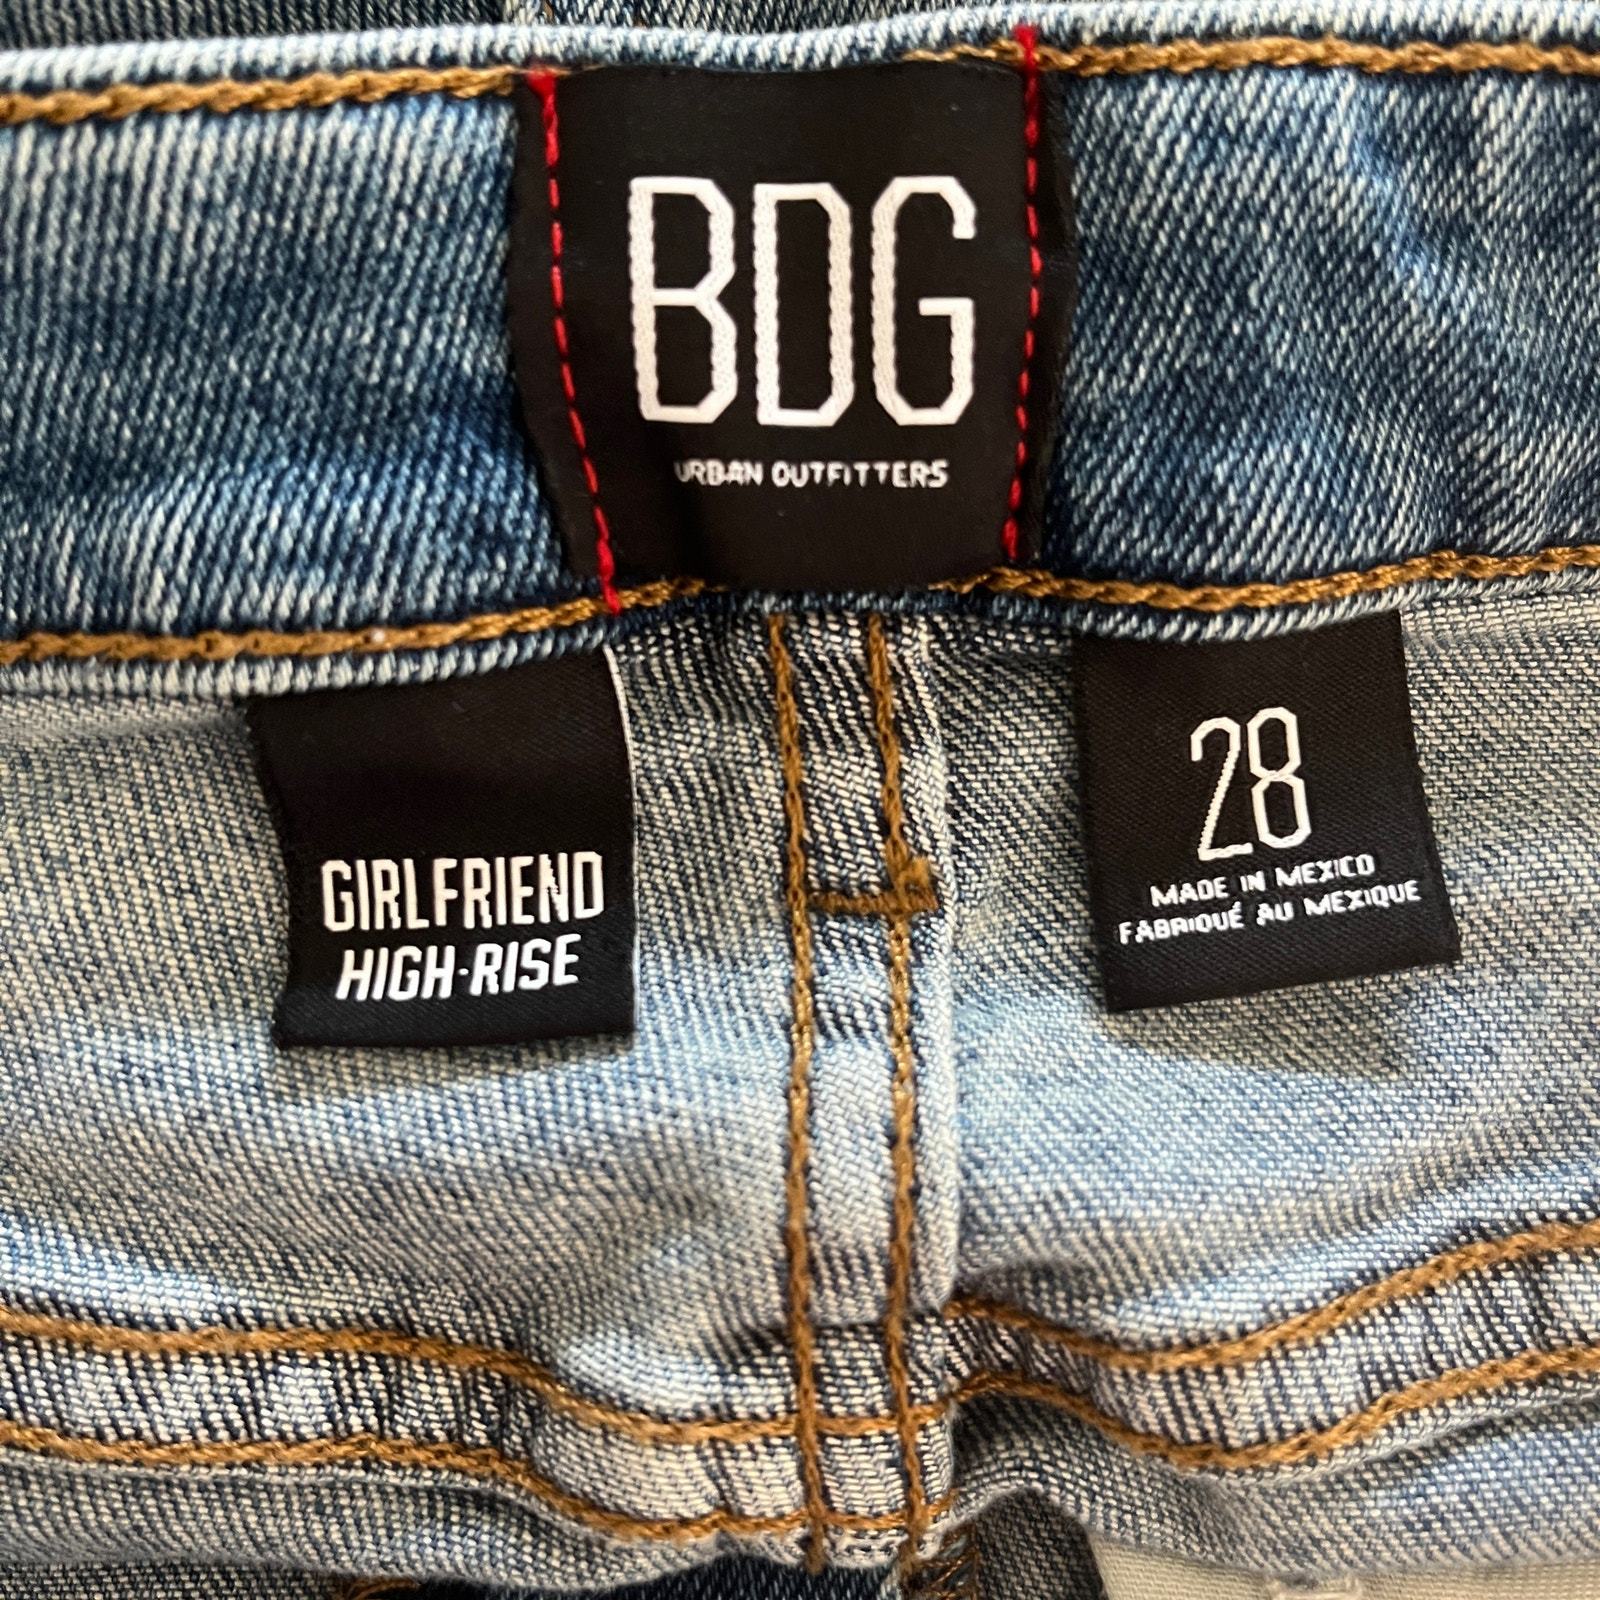 BDG
URBAN OUTFITTERS
GIRLFRIEND
HIGH-RISE
28
MADE IN MEXICO
FABRIQUÉ AU MEXIQUE